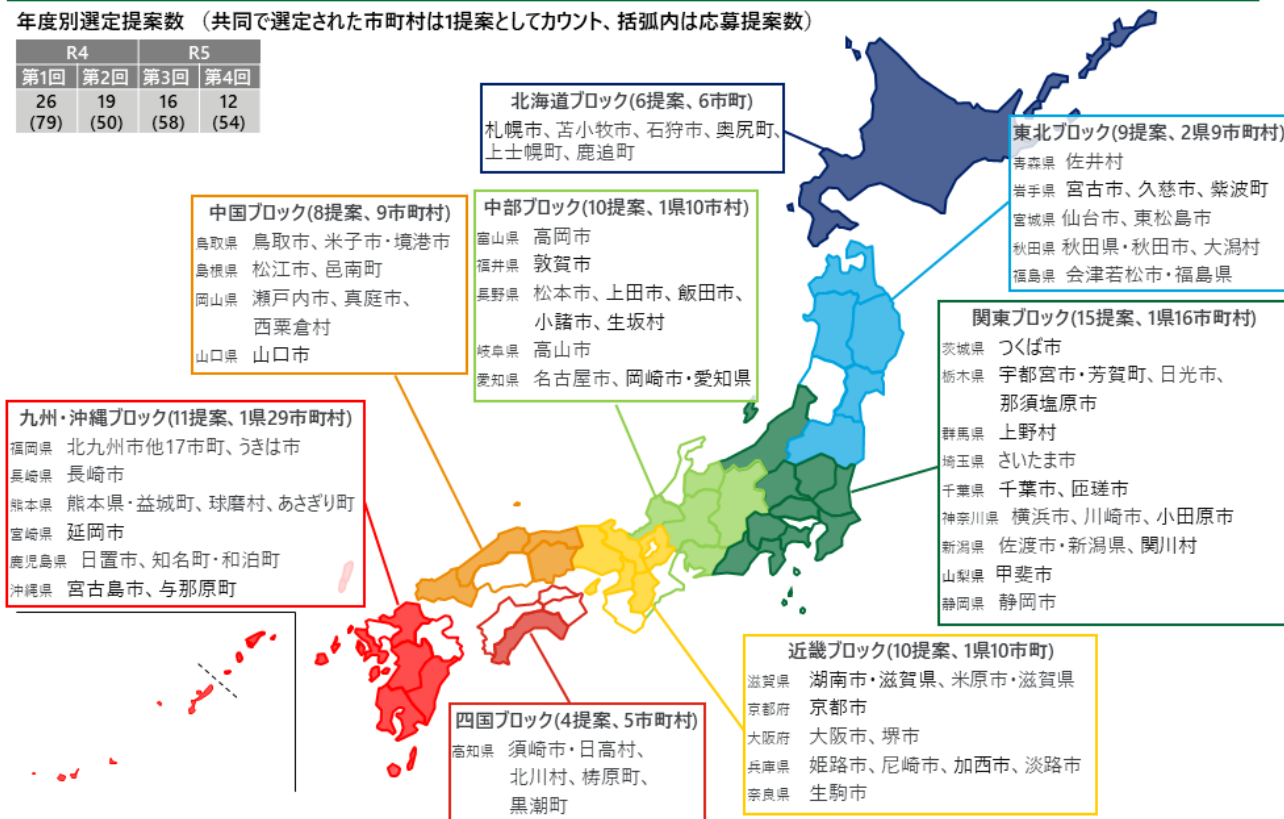 年度別選定提案数 (共同で選定された市町村は1提案としてカウント、括弧内は応募提案数)
R4 R5
第1回 第2回 第3回 第4回
26 19 16 12
(79) (50) (58) (54)
北海道ブロック(6提案、6市町)
札幌市、苫小牧市、石狩市、奥尻町、
上士幌町、鹿追町
東北ブロック(9提案、2県9市町村)
青森県 佐井村
岩手県 宮古市、久慈市、紫波町
宮城県 仙台市、東松島市
秋田県 秋田県・秋田市、大潟村
福島県 会津若松市・福島県
中国ブロック(8提案、9市町村)
鳥取県 鳥取市、米子市・境港市
島根県 松江市、邑南町
岡山県 瀬戸内市、真庭市、
西粟倉村
山口県 山口市
中部ブロック(10提案、1県10市村)
富山県 高岡市
福井県 敦賀市
長野県 松本市、上田市、飯田市、
小諸市、生坂村
岐阜県 高山市
愛知県 名古屋市、岡崎市・愛知県
関東ブロック(15提案、1県16市町村)
茨城県 つくば市
栃木県 宇都宮市・芳賀町、日光市、
那須塩原市
群馬県 上野村
埼玉県 さいたま市
千葉県 千葉市、匝瑳市
神奈川県 横浜市、川崎市、小田原市
新潟県 佐渡市・新潟県、関川村
山梨県 甲斐市
静岡県 静岡市
九州・沖縄ブロック(11提案、1県29市町村)
福岡県 北九州市他17市町、うきは市
長崎県 長崎市
熊本県 熊本県・益城町、球磨村、あさぎり町
宮崎県 延岡市
鹿児島県 日置市、知名町・和泊町
沖縄県 宮古島市、与那原町
近畿ブロック(10提案、1県10市町)
滋賀県 湖南市・滋賀県、米原市・滋賀県
京都府 京都市
大阪府 大阪市、堺市
兵庫県 姫路市、尼崎市、加西市、淡路市
奈良県 生駒市
四国ブロック(4提案、5市町村)
高知県 須崎市・日高村、
北川村、梼原町、
黒潮町